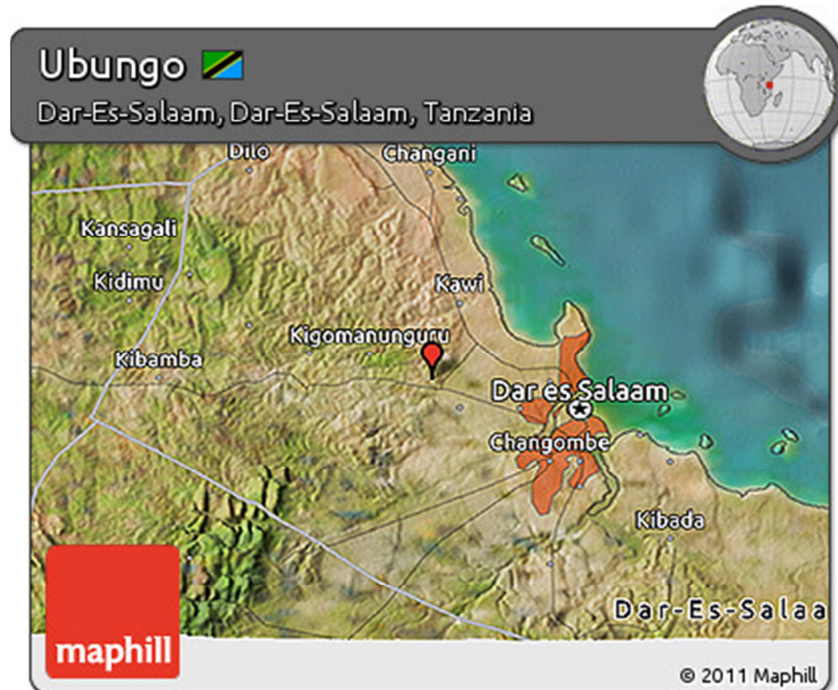 Ubungo
Dar-Es-Salaam, Dar-Es-Salaam, Tanzania
Dilo
Changani
Kansagali
Kidimu
Kawi
Kigomanunguru
Kibamba
Dar es Salaam
Changombe
Kibada
Dar-Es-Salaa
maphill
© 2011 Maphill